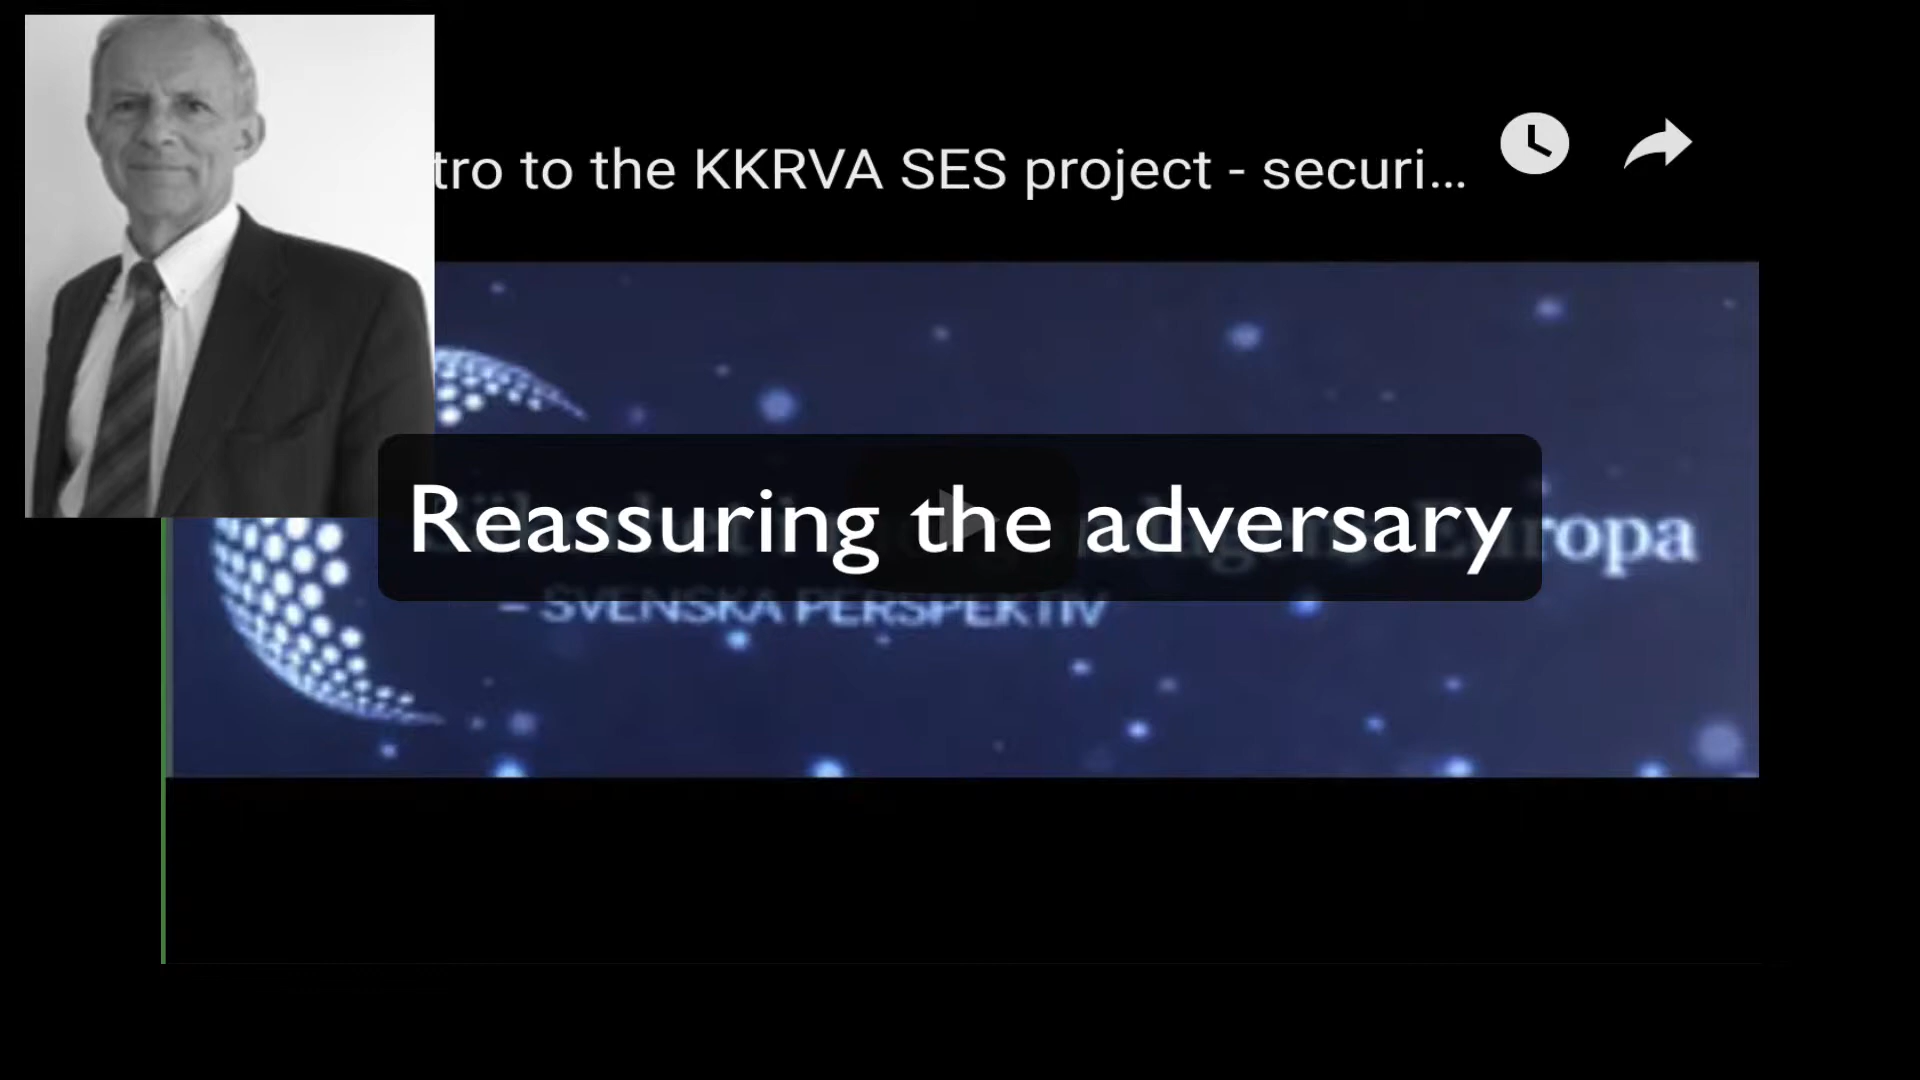 tro to the KKRVA SES project - securi...
Reassuring the adversary
ropa
– SVENSKA PERSPEKTIV